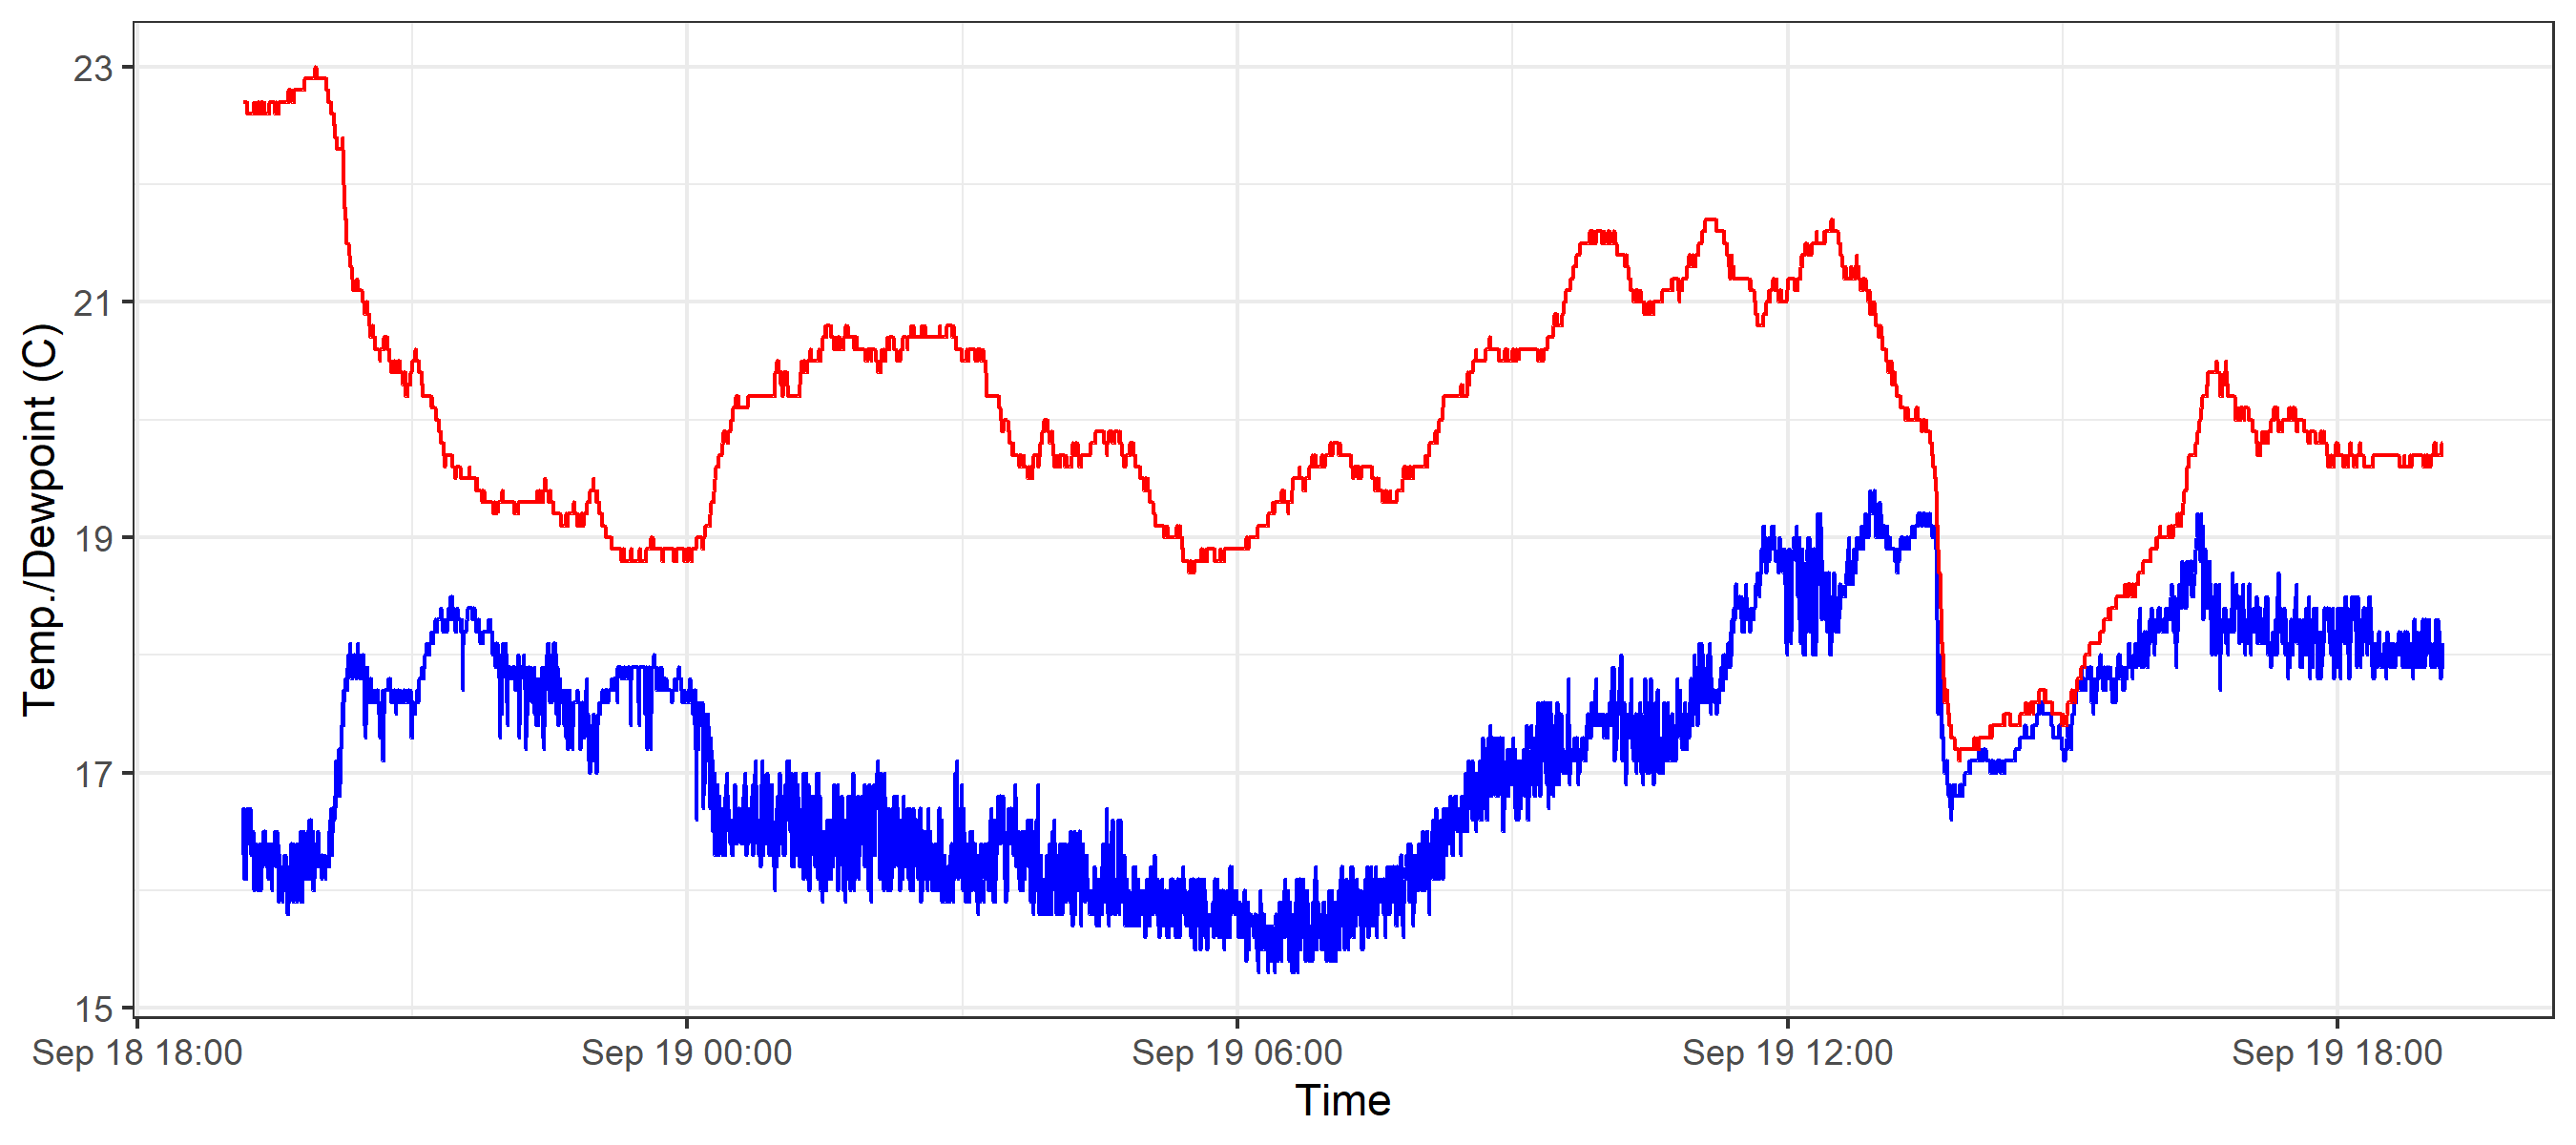 23
21
19
17
15
Temp./Dewpoint (C)
Sep 18 18:00
Sep 19 00:00
Sep 19 06:00
Sep 19 12:00
Sep 19 18:00
Time